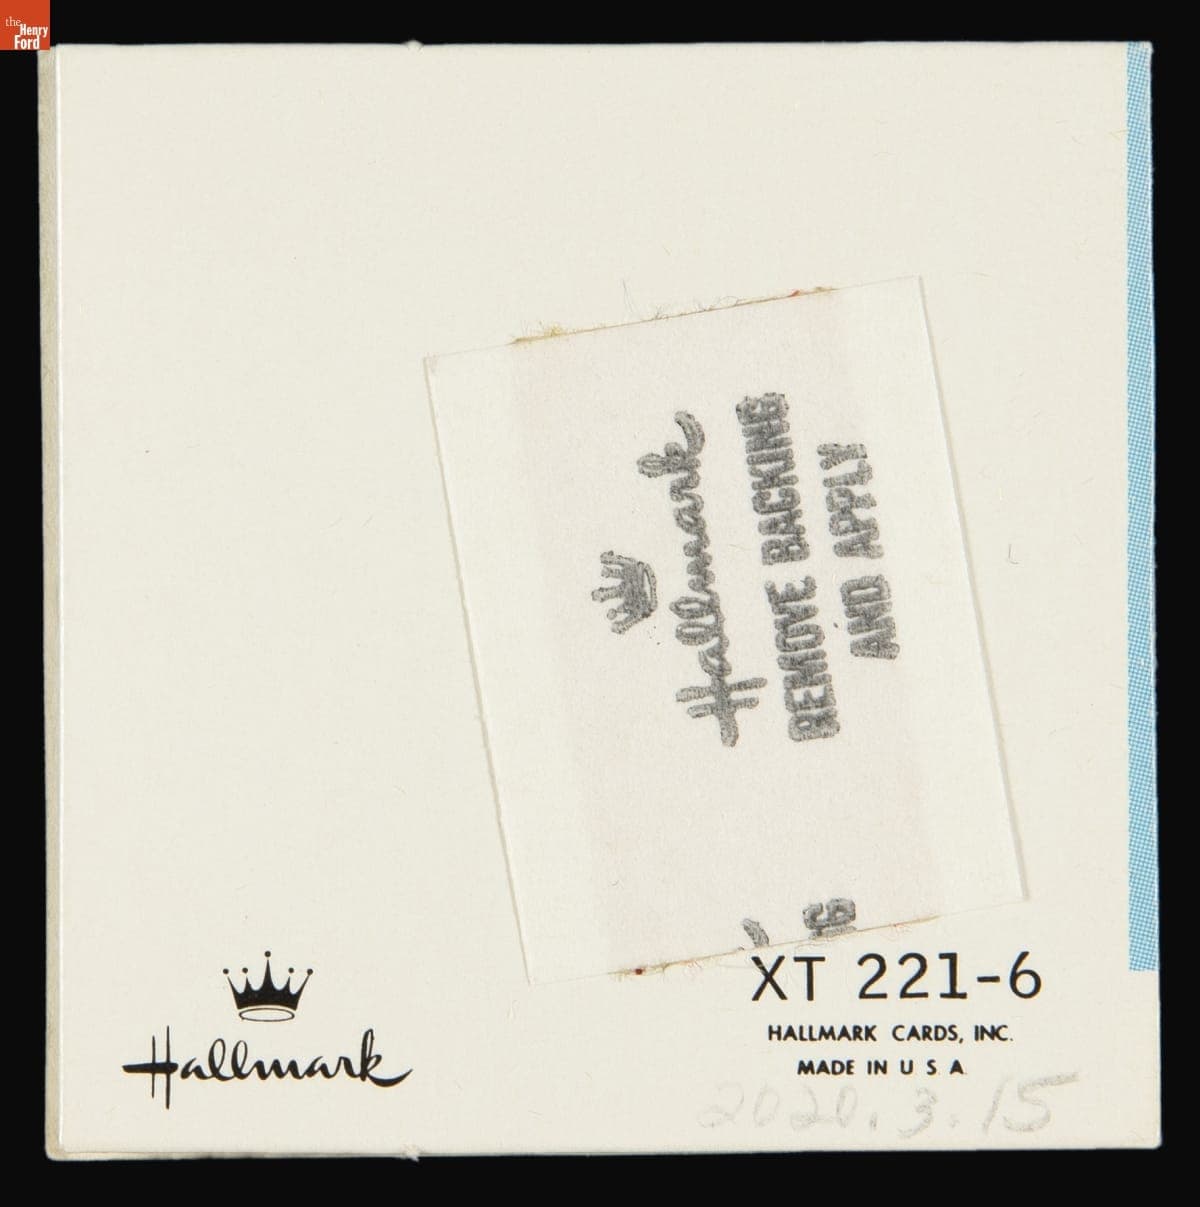 the
Henry
Ford
Hallmark
REMOVE BACKING
AND APPLY
XT 221-6
HALLMARK CARDS, INC.
MADE IN U S A
Hallmark
2020.3.15